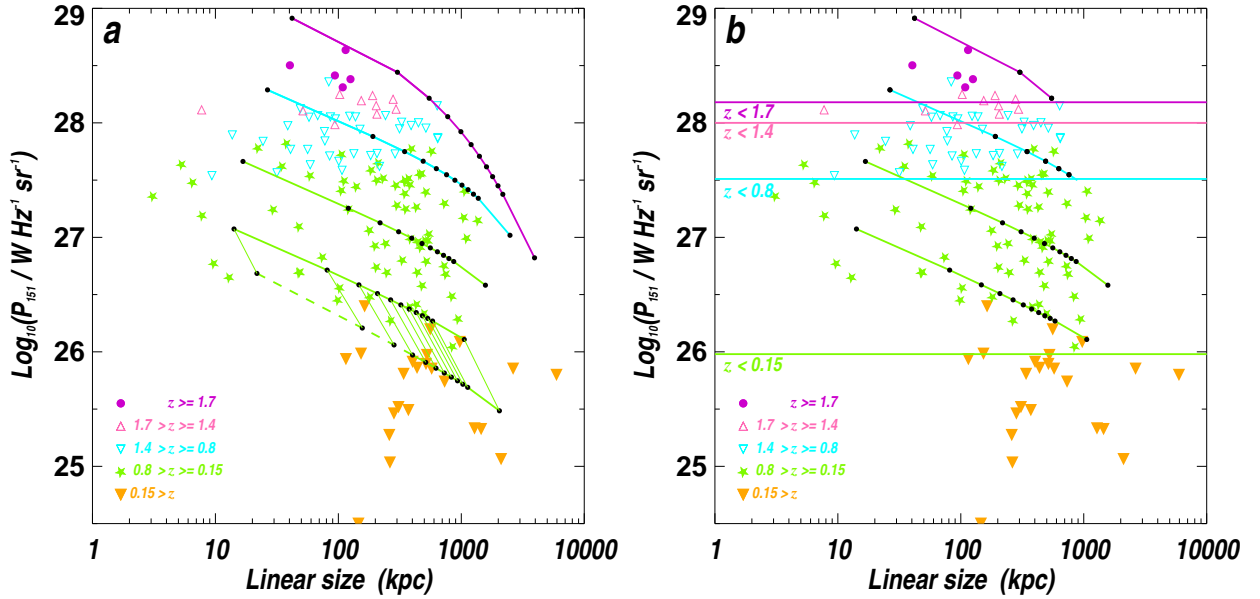 a
29
28
27
26
25
Log₁₀(P₁₅₁ / W Hz⁻¹ sr⁻¹)
z >= 1.7
1.7 > z >= 1.4
1.4 > z >= 0.8
0.8 > z >= 0.15
0.15 > z
1 10 100 1000 10000
Linear size (kpc)
b
29
28
27
26
25
Log₁₀(P₁₅₁ / W Hz⁻¹ sr⁻¹)
z < 1.7
z < 1.4
z < 0.8
z < 0.15
z >= 1.7
1.7 > z >= 1.4
1.4 > z >= 0.8
0.8 > z >= 0.15
0.15 > z
1 10 100 1000 10000
Linear size (kpc)